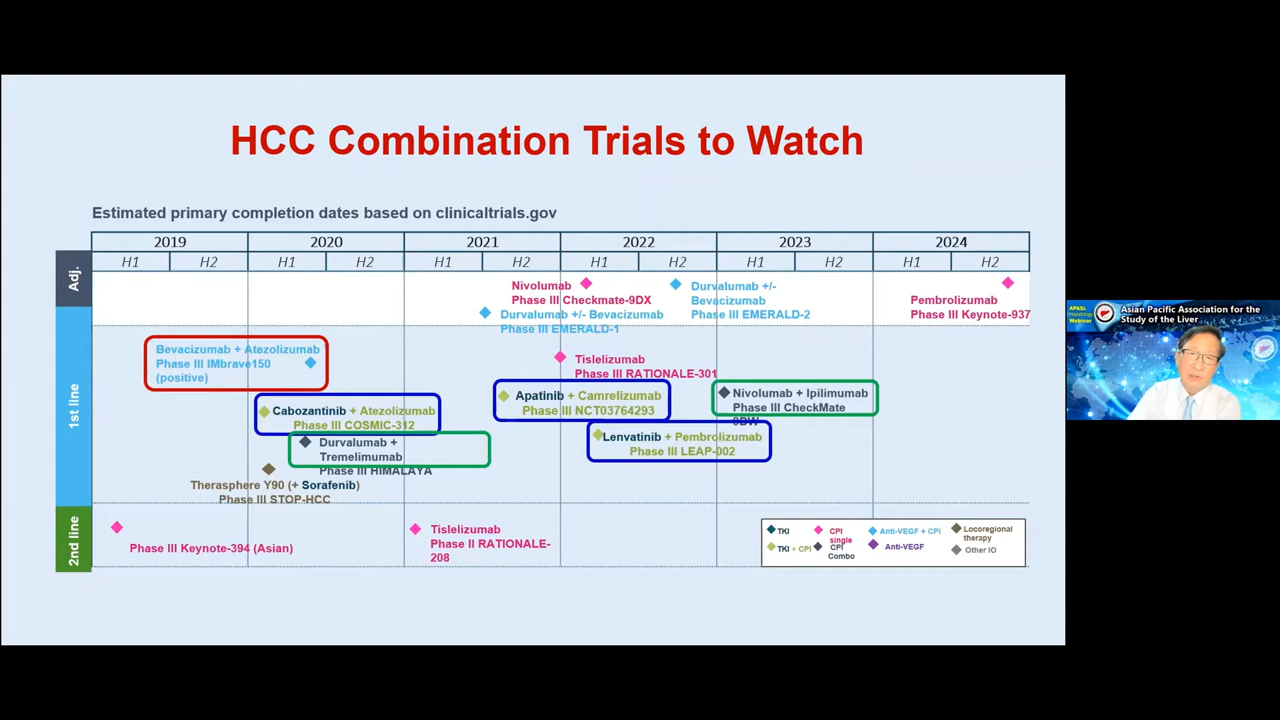 HCC Combination Trials to Watch
Estimated primary completion dates based on clinicaltrials.gov
2019 2020 2021 2022 2023 2024
H1 H2 H1 H2 H1 H2 H1 H2 H1 H2 H1 H2
Adj.
Nivolumab
Phase III Checkmate-9DX
Durvalumab +/-
Bevacizumab
Phase III EMERALD-2
Pembrolizumab
Phase III Keynote-937
Durvalumab +/- Bevacizumab
Phase III EMERALD-1
1st line
Bevacizumab + Atezolizumab
Phase III IMbrave150
(positive)
Tislelizumab
Phase III RATIONALE-301
Cabozantinib + Atezolizumab
Phase III COSMIC-312
Apatinib + Camrelizumab
Phase III NCT03764293
Nivolumab + Ipilimumab
Phase III CheckMate
9DW
Durvalumab +
Tremelimumab
Phase III HIMALAYA
Lenvatinib + Pembrolizumab
Phase III LEAP-002
Therasphere Y90 (+ Sorafenib)
Phase III STOP-HCC
2nd line
Phase III Keynote-394 (Asian)
Tislelizumab
Phase II RATIONALE-
208
TKI
CPI
single
Anti-VEGF + CPI
Locoregional
therapy
TKI + CPI
CPI
Combo
Anti-VEGF
Other IO
APASL
Hepatology
Webinar
Asian Pacific Association for the
Study of the Liver